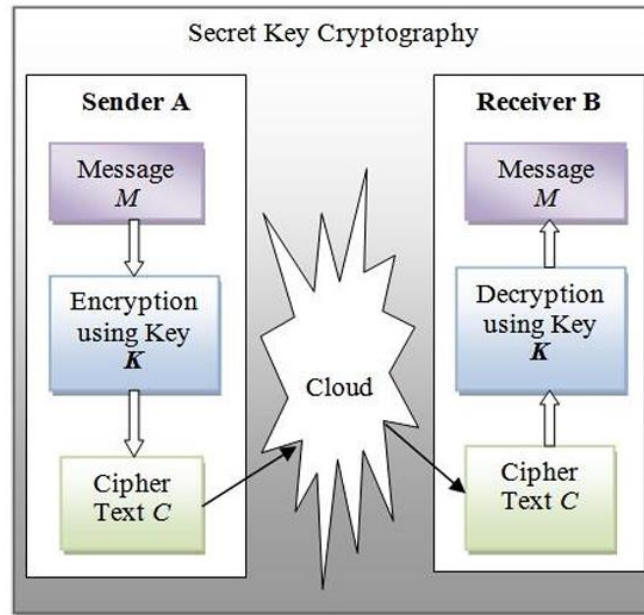 Secret Key Cryptography
Sender A
Message
M
Encryption
using Key
K
Cipher
Text C
Cloud
Receiver B
Message
M
Decryption
using Key
K
Cipher
Text C